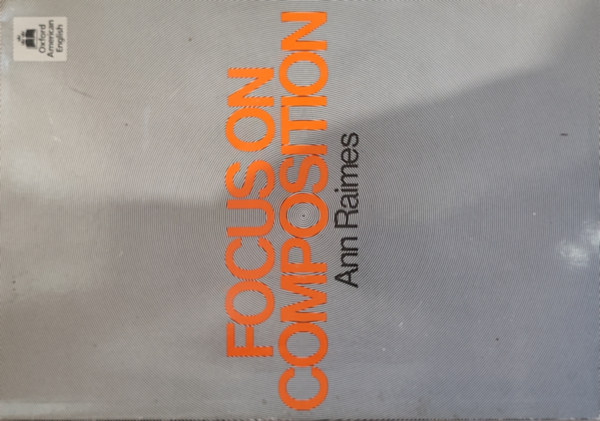 Oxford
American
English
FOCUS ON
COMPOSITION
Ann Raimes